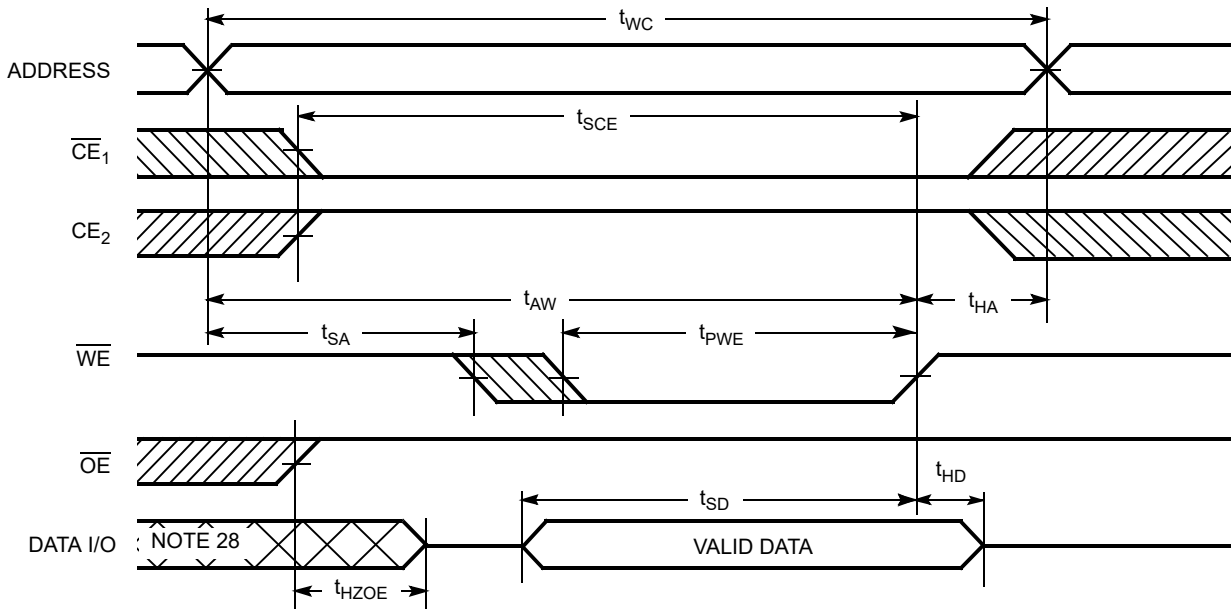 tWC
ADDRESS
tSCE
CE1
CE2
tAW
tHA
tSA
tPWE
WE
OE
tHD
tSD
DATA I/O NOTE 28 VALID DATA
tHZOE